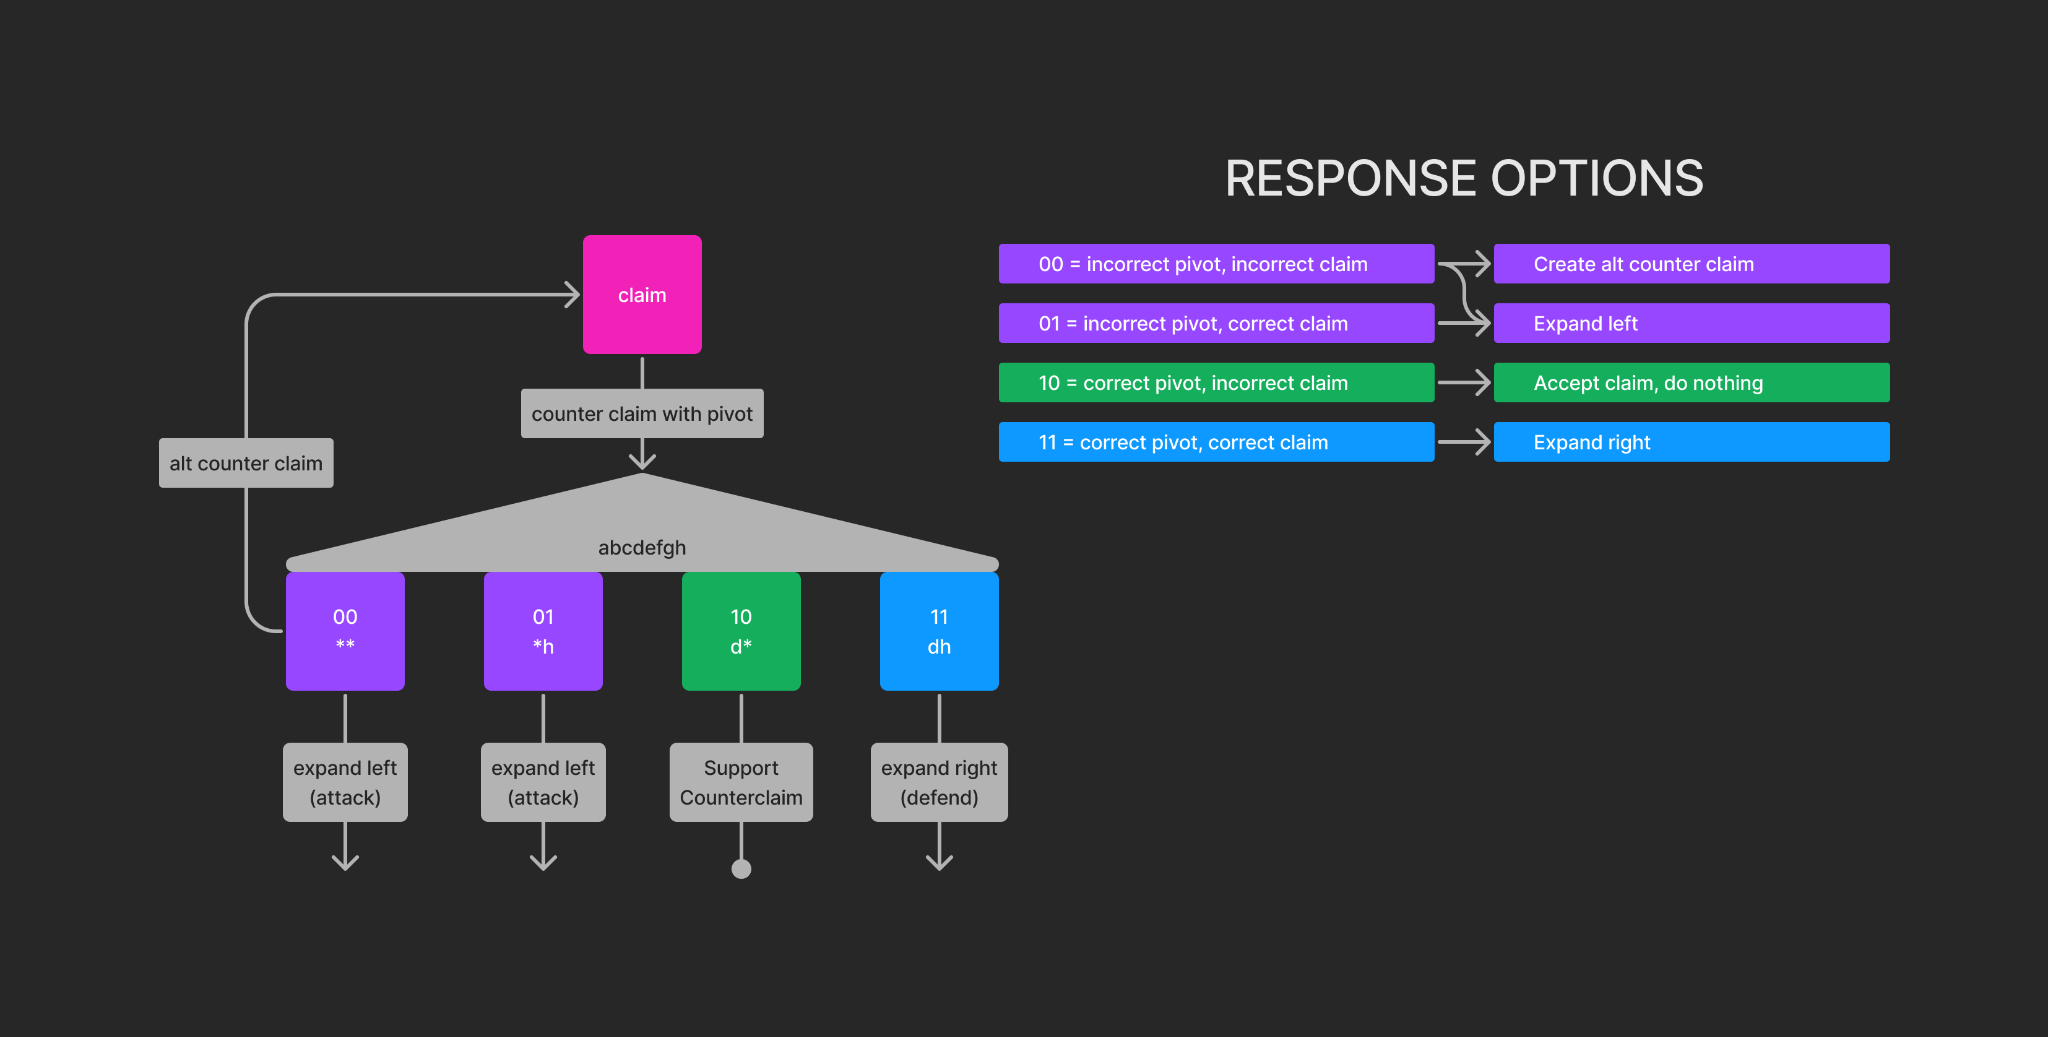 RESPONSE OPTIONS
00 = incorrect pivot, incorrect claim
Create alt counter claim
01 = incorrect pivot, correct claim
Expand left
10 = correct pivot, incorrect claim
Accept claim, do nothing
11 = correct pivot, correct claim
Expand right
claim
counter claim with pivot
alt counter claim
abcdefgh
00
**
01
*h
10
d*
11
dh
expand left
(attack)
expand left
(attack)
Support
Counterclaim
expand right
(defend)